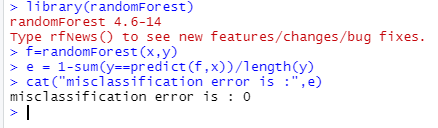 > library(randomForest)
randomForest 4.6-14
Type rfNews() to see new features/changes/bug fixes.
> f=randomForest(x,y)
> e = 1-sum(y==predict(f,x))/length(y)
> cat("misclassification error is :",e)
misclassification error is : 0
>